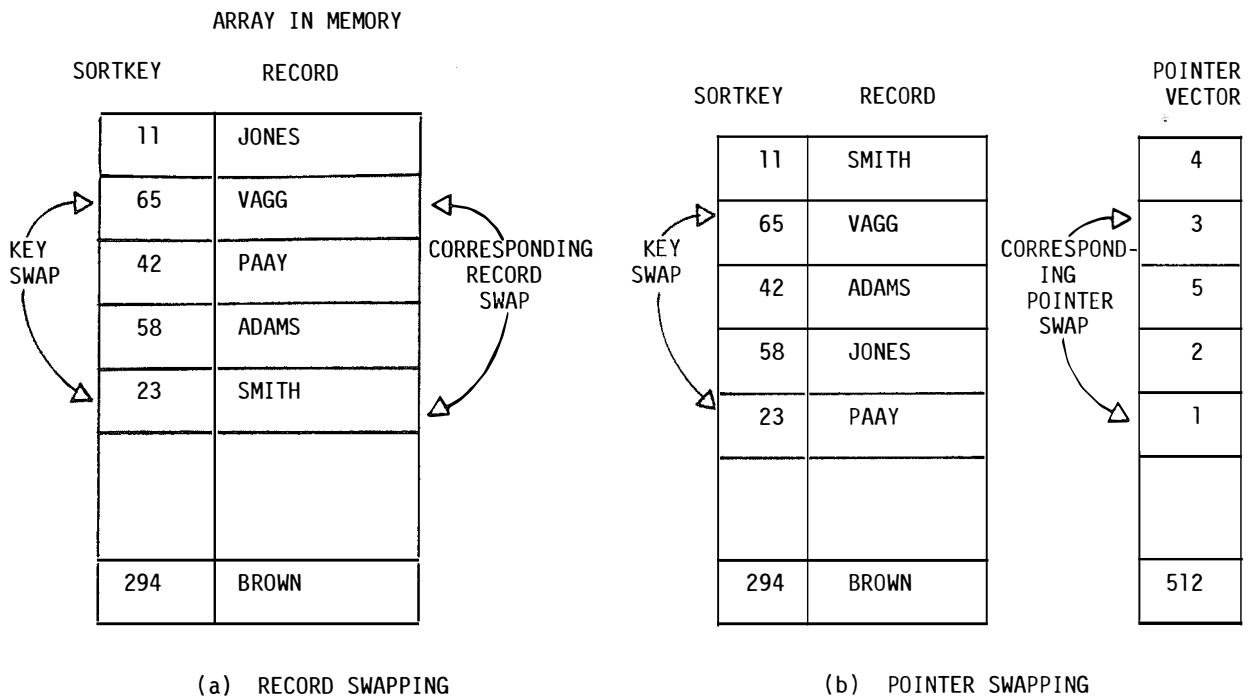 ARRAY IN MEMORY
SORTKEY RECORD
11 JONES
65 VAGG
42 PAAY
58 ADAMS
23 SMITH
294 BROWN
KEY
SWAP
CORRESPONDING
RECORD
SWAP
(a) RECORD SWAPPING
SORTKEY RECORD
POINTER
VECTOR
11 SMITH 4
65 VAGG 3
42 ADAMS 5
58 JONES 2
23 PAAY 1
294 BROWN 512
KEY
SWAP
CORRESPOND-
ING
POINTER
SWAP
(b) POINTER SWAPPING